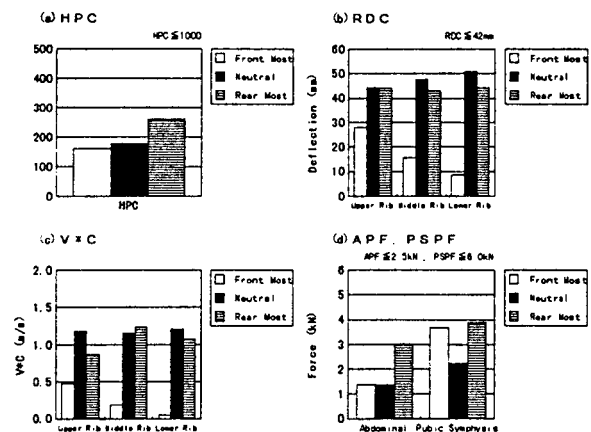 (a) HPC
HPC≦1000
500
400
300
200
100
0
HPC
Front Most
Neutral
Rear Most
(b) RDC
RDC≦42mm
Deflection (mm)
60
50
40
30
20
10
0
Upper Rib Middle Rib Lower Rib
Front Most
Neutral
Rear Most
(c) V*C
V*C (m/s)
2.0
1.5
1.0
0.5
0.0
Upper Rib Middle Rib Lower Rib
Front Most
Neutral
Rear Most
(d) APF, PSPF
APF≦2.5kN, PSPF≦6.0kN
Force (kN)
6
5
4
3
2
1
0
Abdominal Pubic Symphysis
Front Most
Neutral
Rear Most